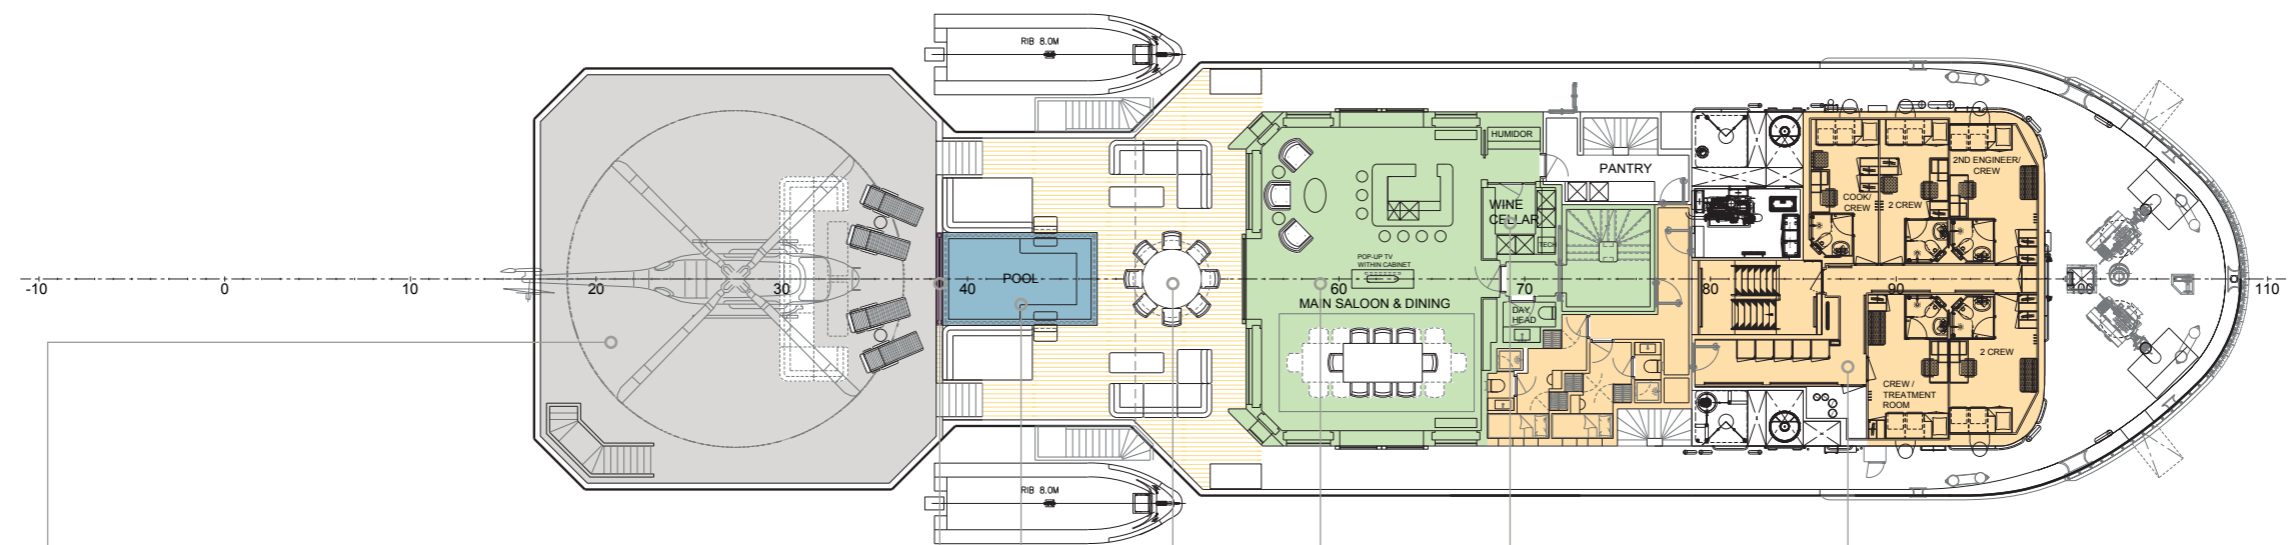 RIB 8.0M
HUMIDOR
PANTRY
2ND ENGINEER/
CREW
COOK/
CREW
2 CREW
WINE
CELLAR
TECH
POP-UP TV
WITHIN CABINET
POOL
-10
0
10
20
30
40
60
70
80
90
110
MAIN SALOON & DINING
DAY
HEAD
2 CREW
CREW /
TREATMENT
ROOM
RIB 8.0M